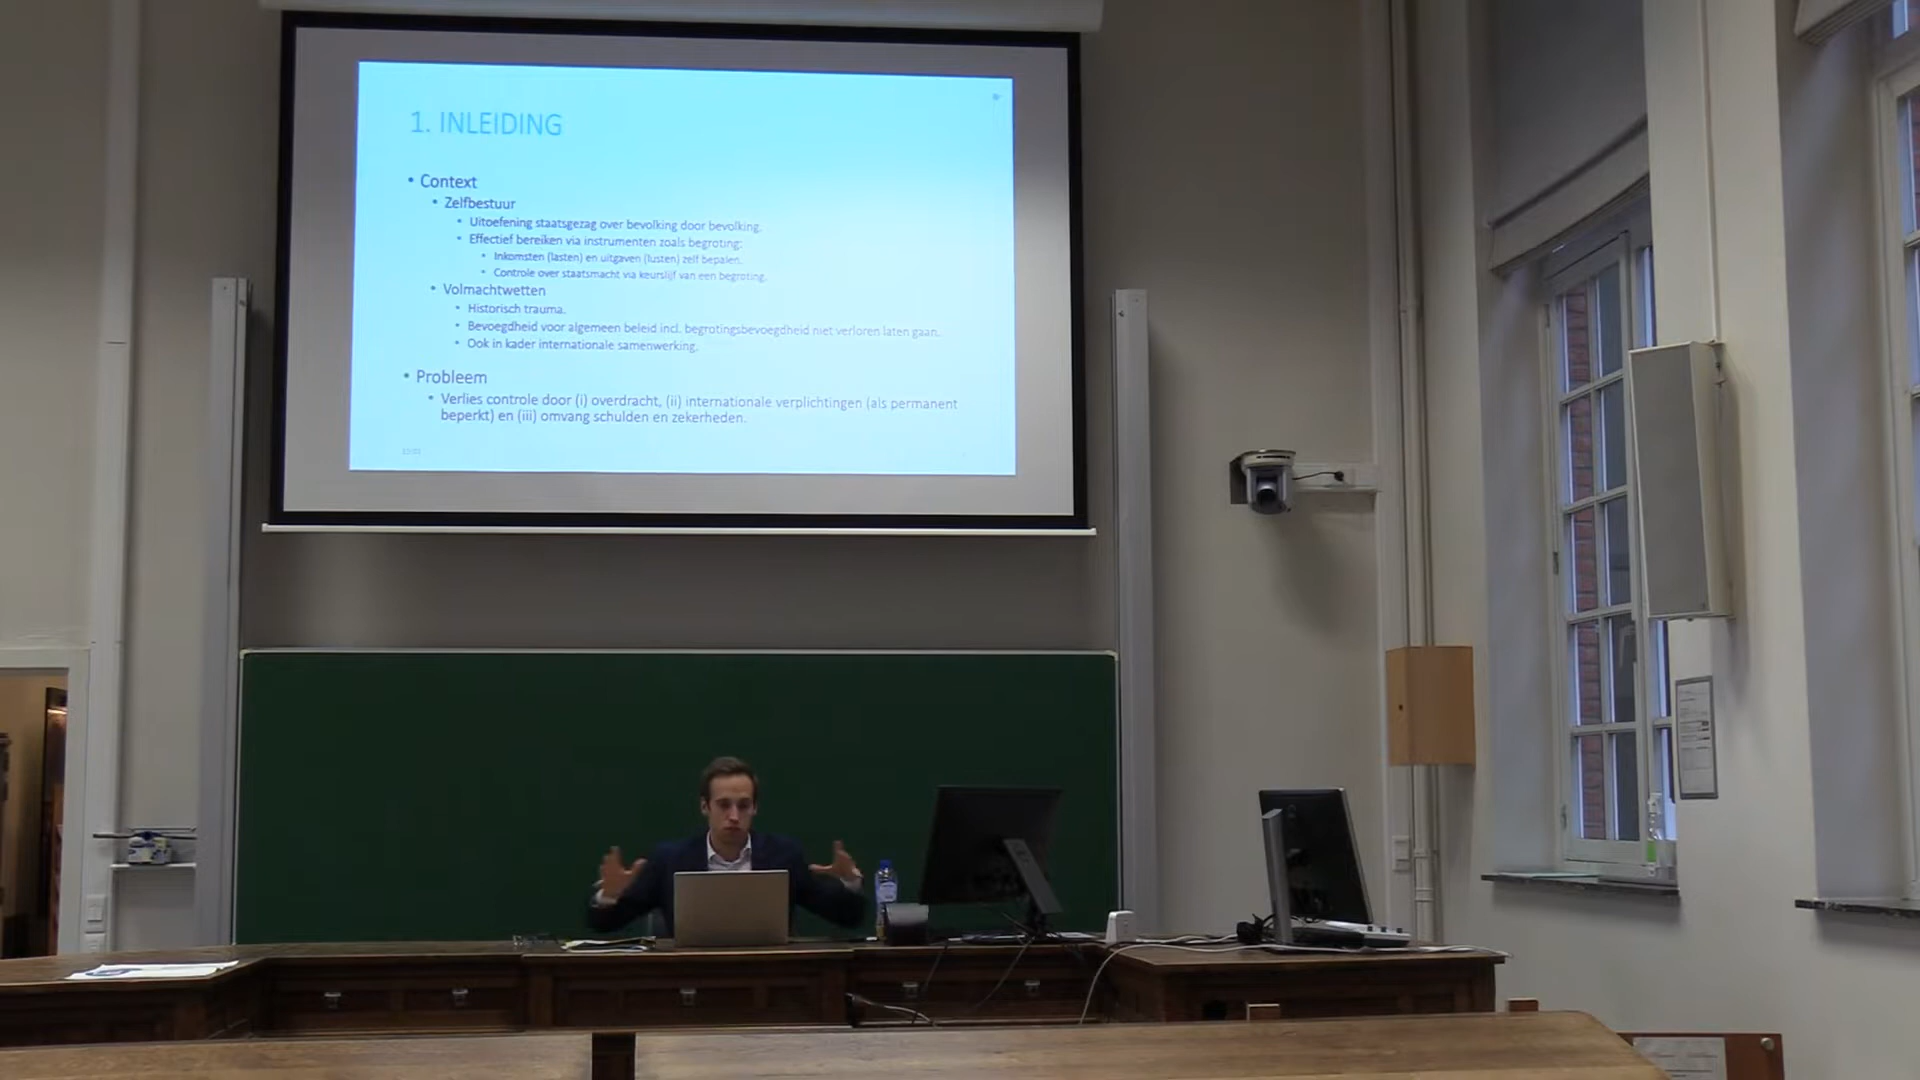 1. INLEIDING
• Context
• Zelfbestuur
• Uitoefening staatsgezag over bevolking door bevolking.
• Effectief bereiken via instrumenten zoals begroting:
• Inkomsten (lasten) en uitgaven (lusten) zelf bepalen.
• Controle over staatsmacht via keurslijf van een begroting.
• Volmachtwetten
• Historisch trauma.
• Bevoegdheid voor algemeen beleid incl. begrotingsbevoegdheid niet verloren laten gaan.
• Ook in kader internationale samenwerking.
• Probleem
• Verlies controle door (i) overdracht, (ii) internationale verplichtingen (als permanent
beperkt) en (iii) omvang schulden en zekerheden.